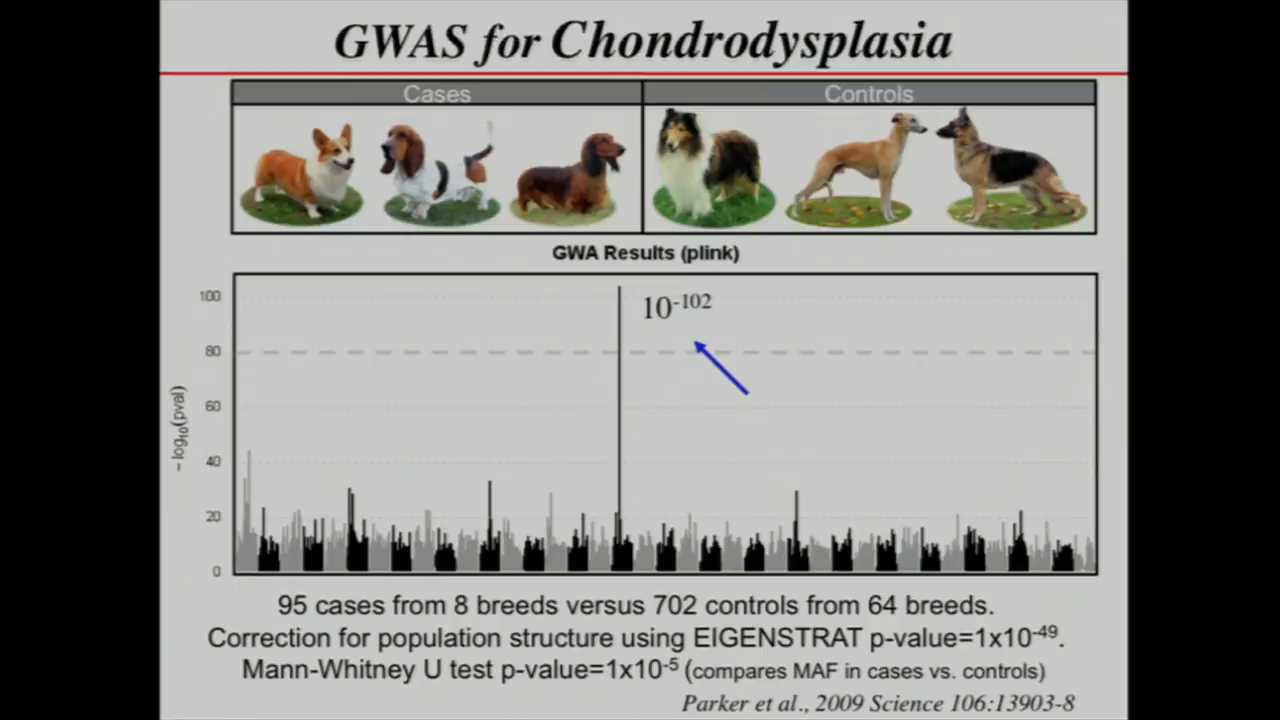 GWAS for Chondrodysplasia
Cases Controls
GWA Results (plink)
100
80
60
40
20
0
– log10(pval)
10-102
95 cases from 8 breeds versus 702 controls from 64 breeds.
Correction for population structure using EIGENSTRAT p-value=1x10-49.
Mann-Whitney U test p-value=1x10-5 (compares MAF in cases vs. controls)
Parker et al., 2009 Science 106:13903-8